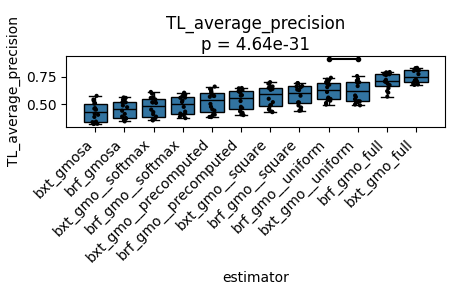 TL_average_precision
p = 4.64e-31
TL_average_precision
0.75
0.50
bxt_gmosa
brf_gmosa
bxt_gmo__softmax
brf_gmo__softmax
bxt_gmo__precomputed
brf_gmo__precomputed
bxt_gmo__square
brf_gmo__square
brf_gmo__uniform
bxt_gmo__uniform
brf_gmo_full
bxt_gmo_full
estimator